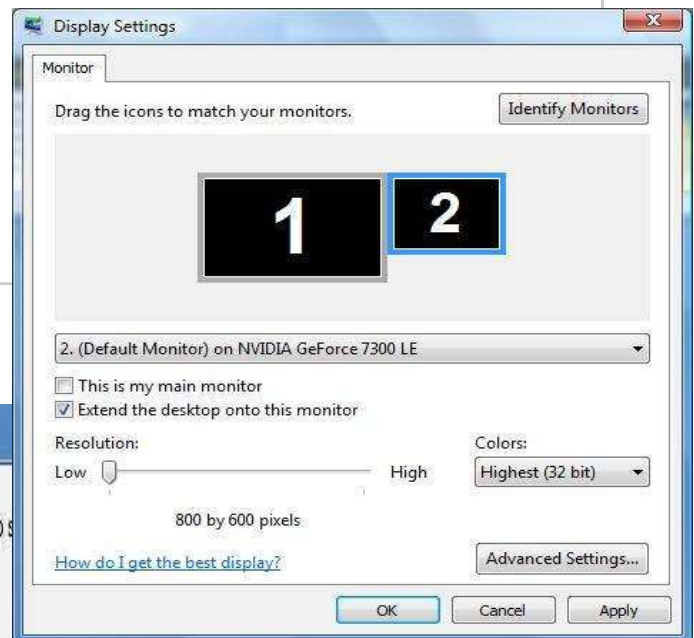 Display Settings
Monitor
Drag the icons to match your monitors.
Identify Monitors
1
2
2. (Default Monitor) on NVIDIA GeForce 7300 LE
This is my main monitor
Extend the desktop onto this monitor
Resolution:
Colors:
Low
High
Highest (32 bit)
800 by 600 pixels
How do I get the best display?
Advanced Settings...
OK
Cancel
Apply